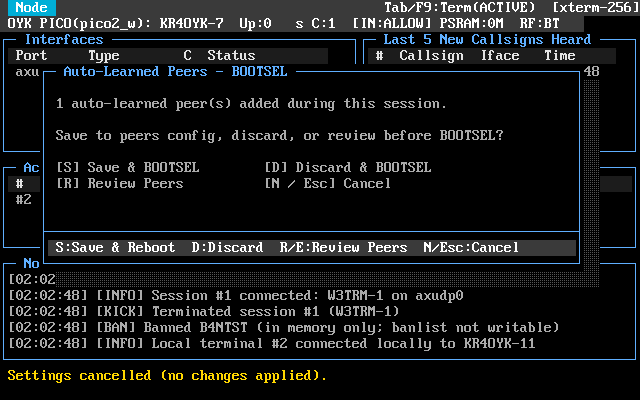 Node Tab/F9:Term(ACTIVE) [xterm-256]
OYK PICO(pico2_w): KR4OYK-7 Up:0 s C:1 [IN:ALLOW] PSRAM:0M RF:BT
Interfaces Last 5 New Callsigns Heard
Port Type C Status # Callsign Iface Time
axu 48
Auto-Learned Peers - BOOTSEL
1 auto-learned peer(s) added during this session.
Save to peers config, discard, or review before BOOTSEL?
[S] Save & BOOTSEL [D] Discard & BOOTSEL
[R] Review Peers [N / Esc] Cancel
Ac
#
#2
S:Save & Reboot D:Discard R/E:Review Peers N/Esc:Cancel
No
[02:02
[02:02:48] [INFO] Session #1 connected: W3TRM-1 on axudp0
[02:02:48] [KICK] Terminated session #1 (W3TRM-1)
[02:02:48] [BAN] Banned B4NTST (in memory only; banlist not writable)
[02:02:48] [INFO] Local terminal #2 connected locally to KR4OYK-11
Settings cancelled (no changes applied).